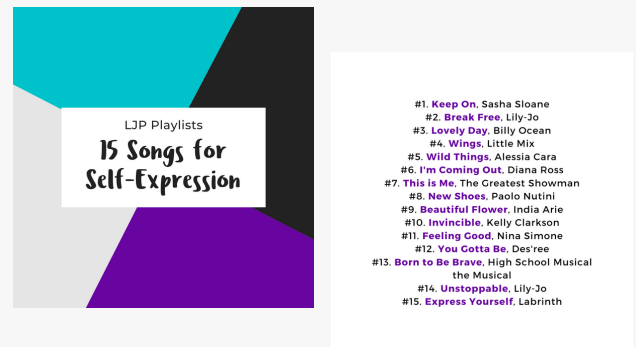 LJP Playlists
15 Songs for
Self-Expression
#1. Keep On, Sasha Sloane
#2. Break Free, Lily-Jo
#3. Lovely Day, Billy Ocean
#4. Wings, Little Mix
#5. Wild Things, Alessia Cara
#6. I'm Coming Out, Diana Ross
#7. This is Me, The Greatest Showman
#8. New Shoes, Paolo Nutini
#9. Beautiful Flower, India Arie
#10. Invincible, Kelly Clarkson
#11. Feeling Good, Nina Simone
#12. You Gotta Be, Des'ree
#13. Born to Be Brave, High School Musical
the Musical
#14. Unstoppable, Lily-Jo
#15. Express Yourself, Labrinth